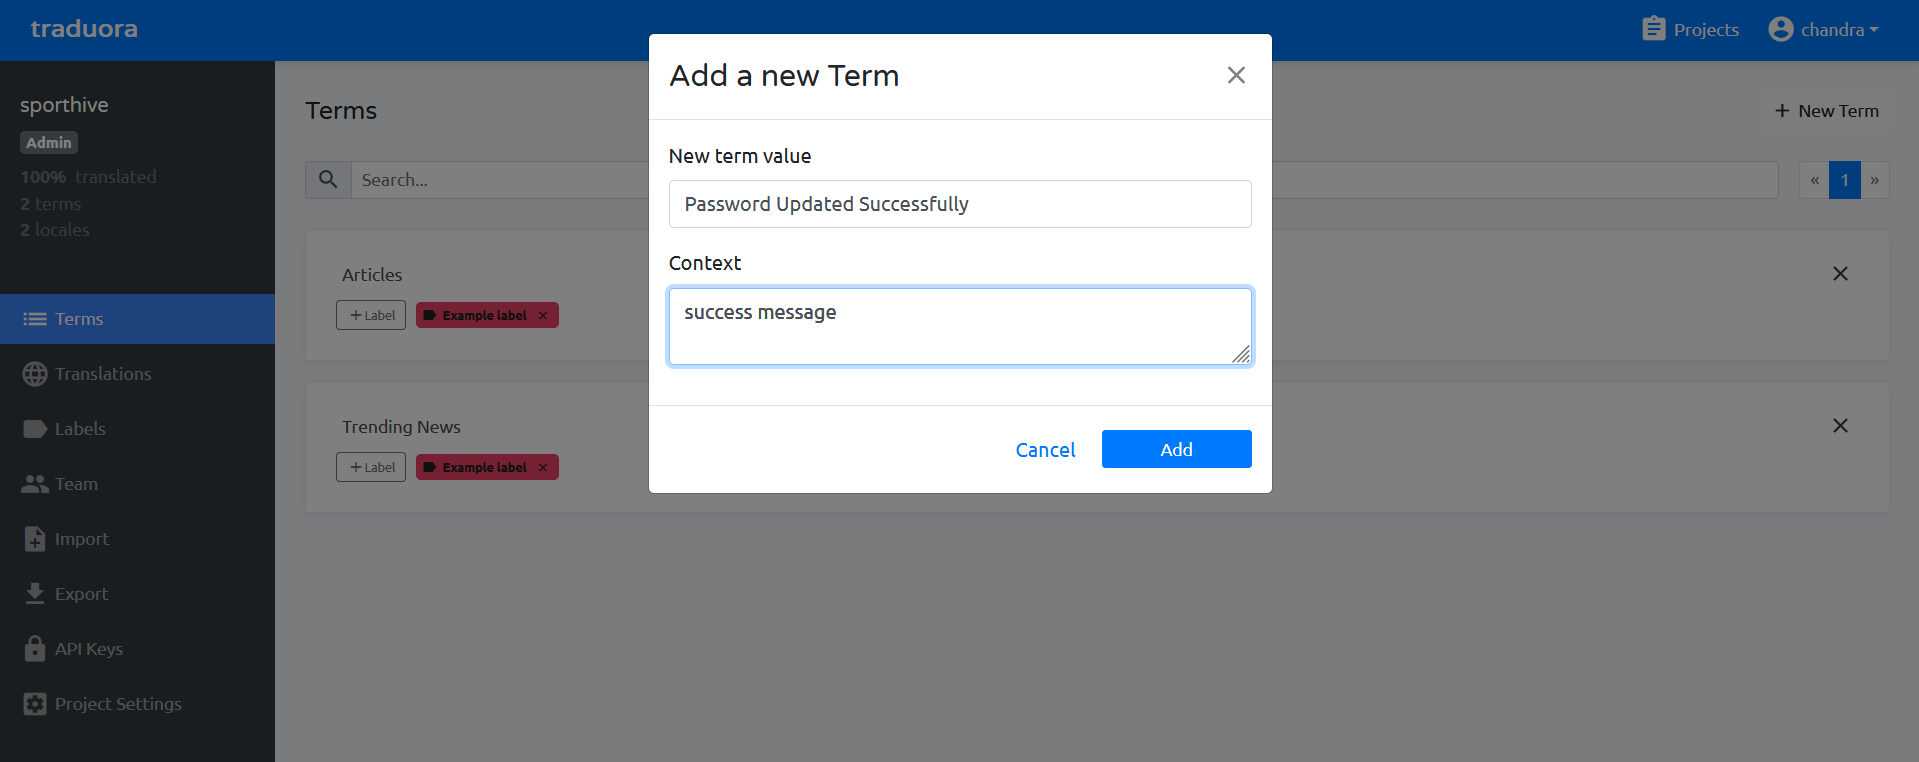 traduora
Projects
chandra
sporthive
Admin
100% translated
2 terms
2 locales
Terms
Translations
Labels
Team
Import
Export
API Keys
Project Settings
Terms
+ New Term
Search...
« 1 »
Articles
+ Label Example label ×
Trending News
+ Label Example label ×
Add a new Term
New term value
Password Updated Successfully
Context
success message
Cancel Add